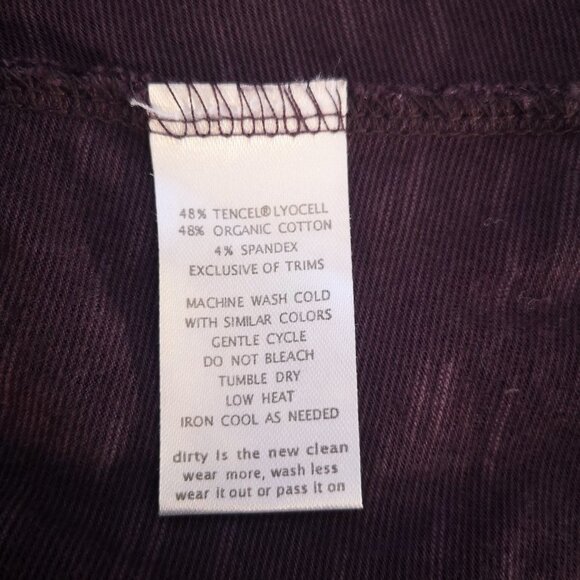 48% TENCEL® LYOCELL
48% ORGANIC COTTON
4% SPANDEX
EXCLUSIVE OF TRIMS
MACHINE WASH COLD
WITH SIMILAR COLORS
GENTLE CYCLE
DO NOT BLEACH
TUMBLE DRY
LOW HEAT
IRON COOL AS NEEDED
dirty is the new clean
wear more, wash less
wear it out or pass it on